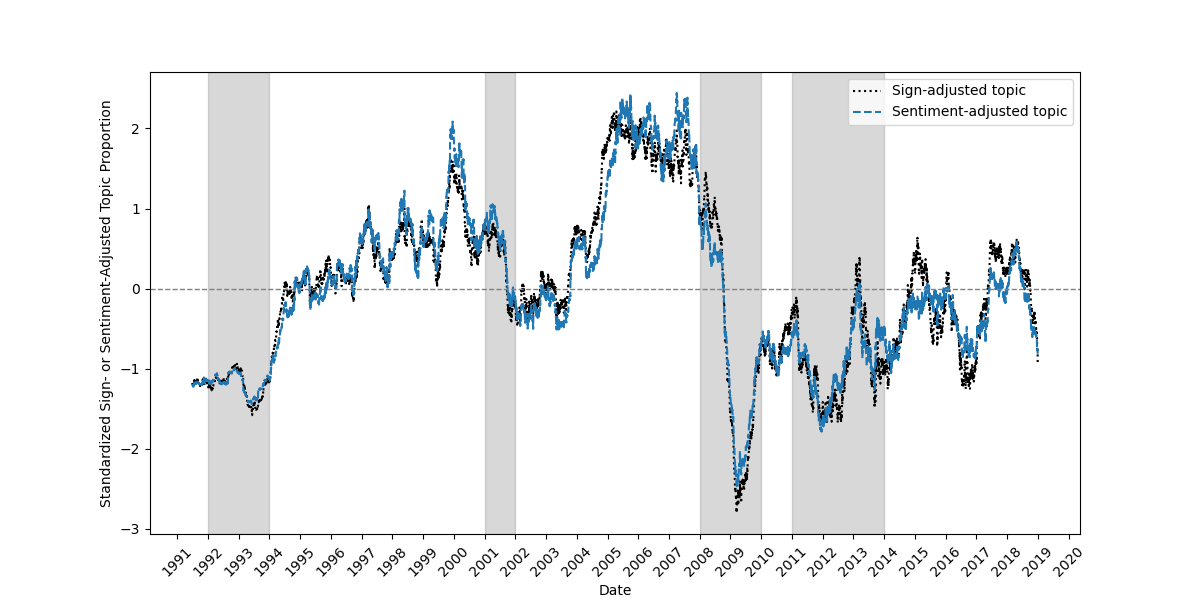 Sign-adjusted topic
Sentiment-adjusted topic
Standardized Sign- or Sentiment-Adjusted Topic Proportion
2
1
0
−1
−2
−3
1991 1992 1993 1994 1995 1996 1997 1998 1999 2000 2001 2002 2003 2004 2005 2006 2007 2008 2009 2010 2011 2012 2013 2014 2015 2016 2017 2018 2019 2020
Date